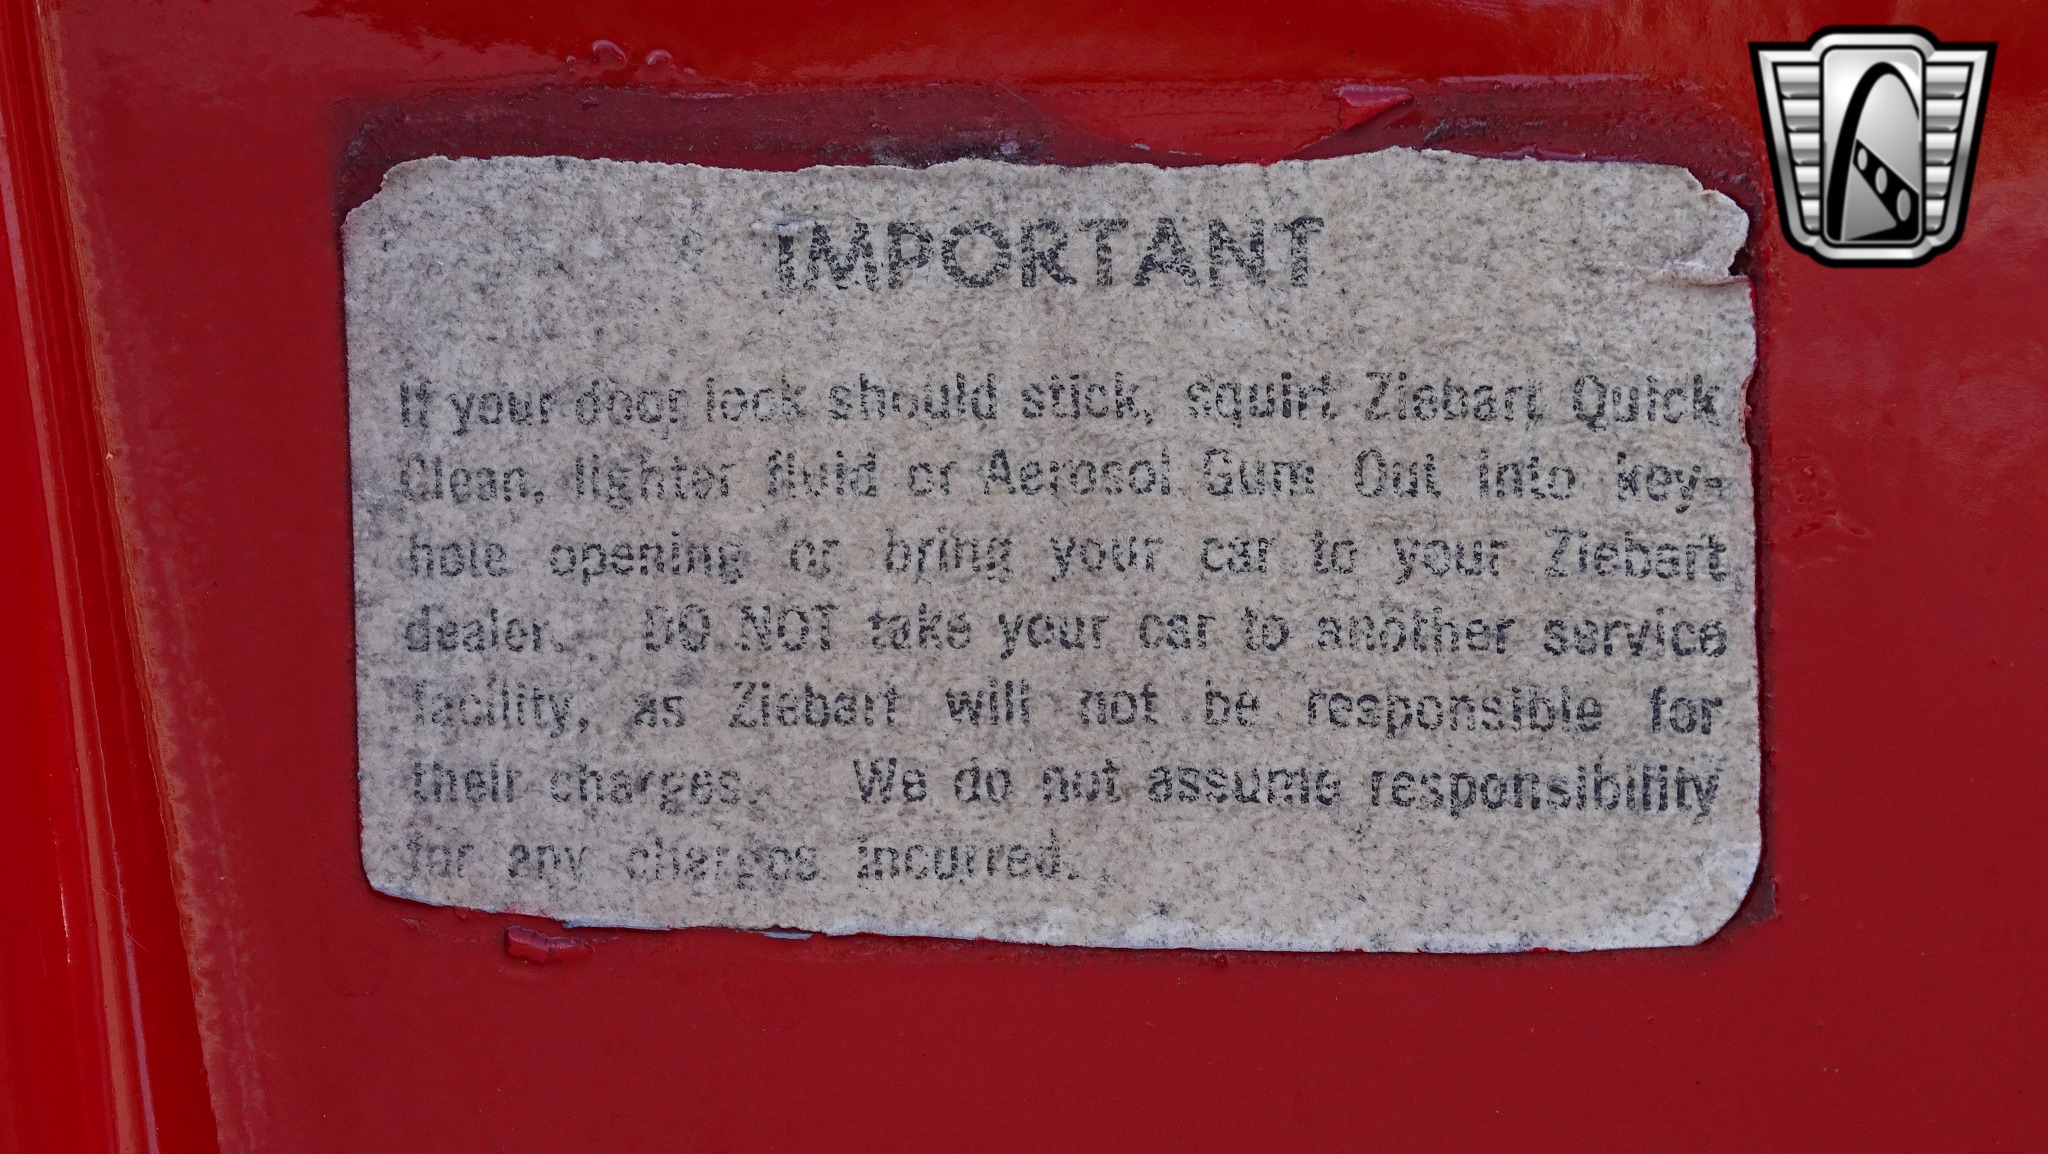 IMPORTANT
If your door lock should stick, squirt Ziebart Quick
Clean, lighter fluid or Aerosol Gum Out into key-
hole opening or bring your car to your Ziebart
dealer. DO NOT take your car to another service
facility, as Ziebart will not be responsible for
their charges. We do not assume responsibility
for any charges incurred.